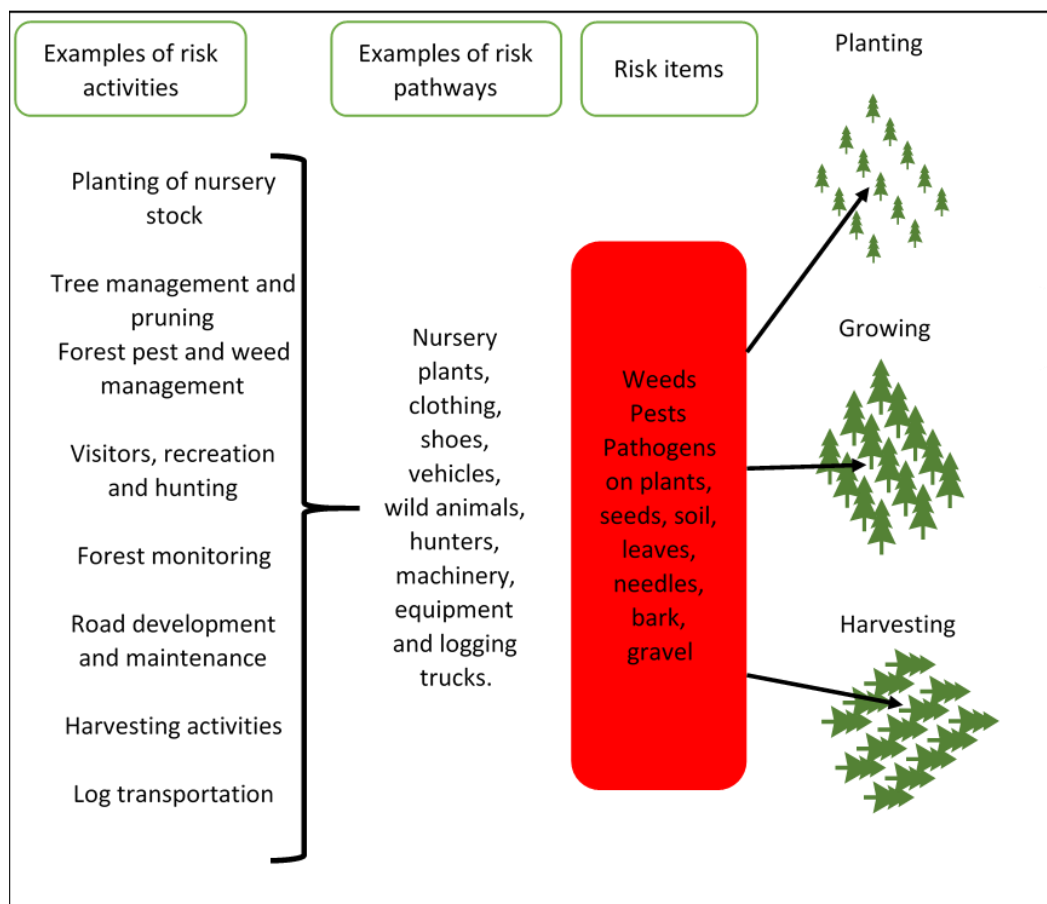 Examples of risk
activities
Examples of risk
pathways
Risk items
Planting
Planting of nursery
stock
Tree management and
pruning
Forest pest and weed
management
Visitors, recreation
and hunting
Forest monitoring
Road development
and maintenance
Harvesting activities
Log transportation
Nursery
plants,
clothing,
shoes,
vehicles,
wild animals,
hunters,
machinery,
equipment
and logging
trucks.
Weeds
Pests
Pathogens
on plants,
seeds, soil,
leaves,
needles,
bark,
gravel
Growing
Harvesting